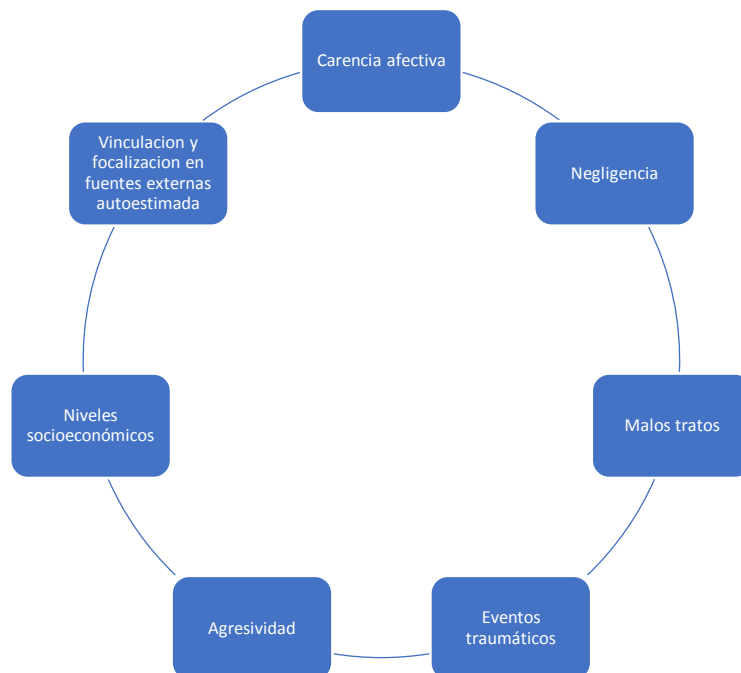 Carencia afectiva
Negligencia
Malos tratos
Eventos
traumáticos
Agresividad
Niveles
socioeconómicos
Vinculacion y
focalizacion en
fuentes externas
autoestimada